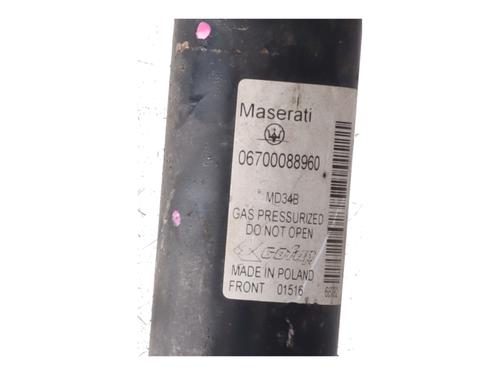 Maserati
06700088960
MD34B
GAS PRESSURIZED
DO NOT OPEN
MADE IN POLAND
FRONT 01516